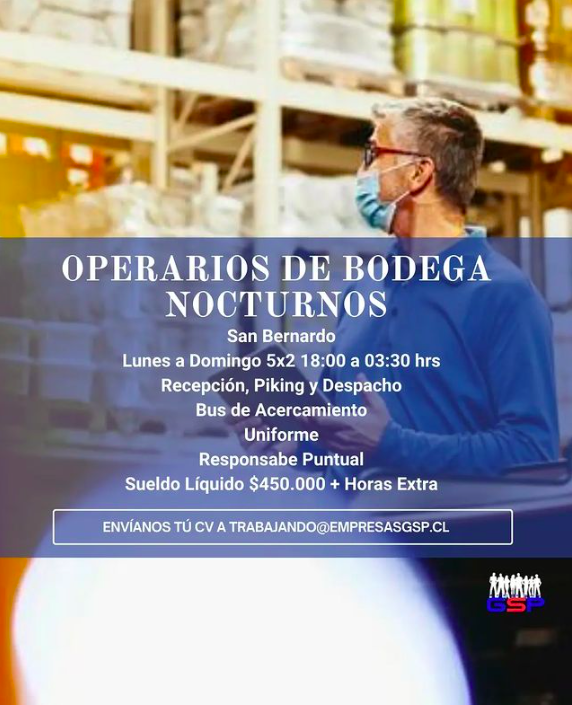 OPERARIOS DE BODEGA
NOCTURNOS
San Bernardo
Lunes a Domingo 5x2 18:00 a 03:30 hrs
Recepción, Piking y Despacho
Bus de Acercamiento
Uniforme
Responsabe Puntual
Sueldo Líquido $450.000 + Horas Extra
ENVÍANOS TÚ CV A TRABAJANDO@EMPRESASGSP.CL
GSP